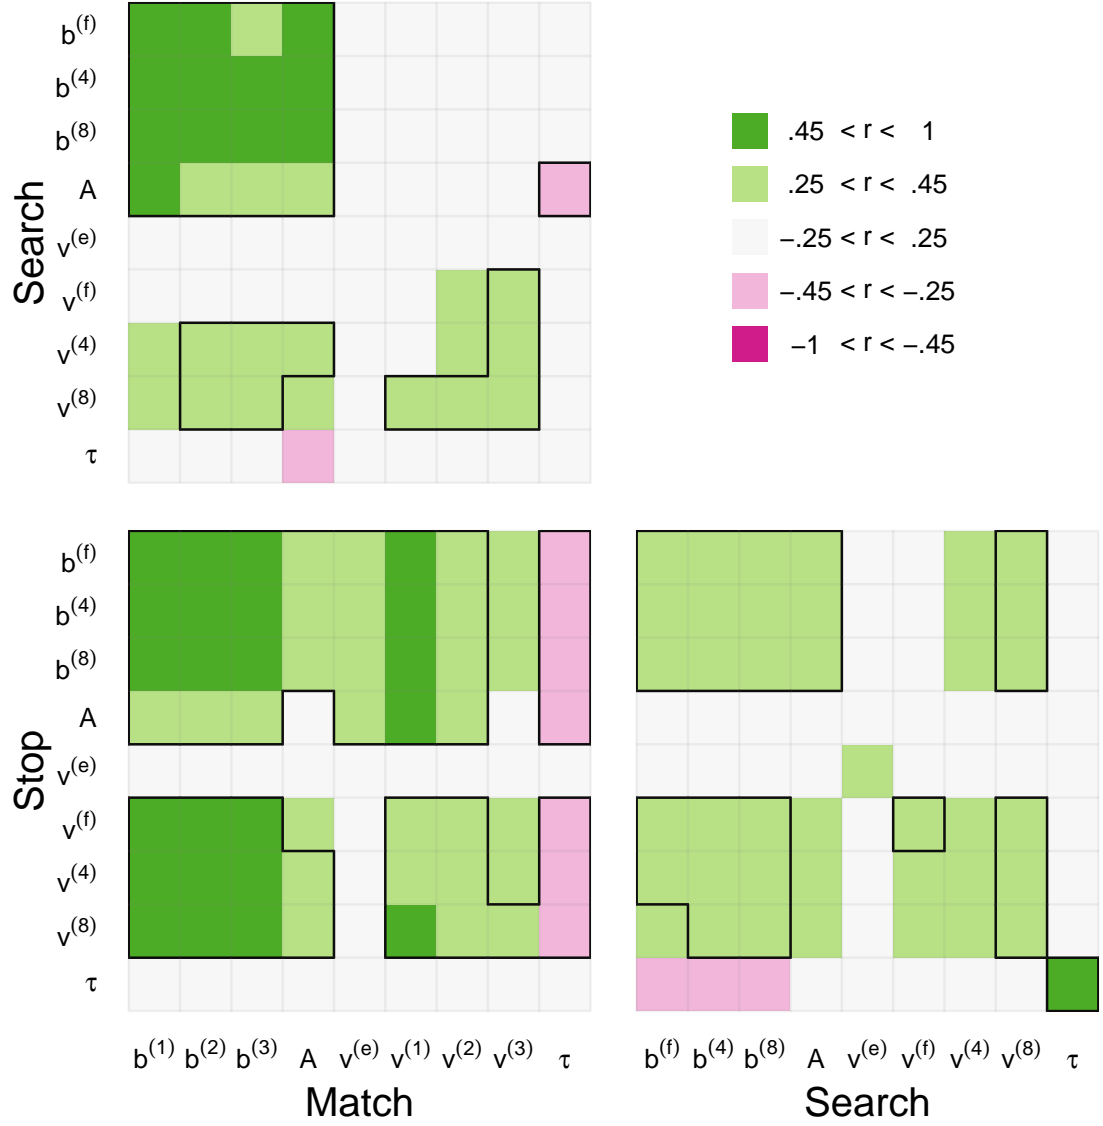 Search
b(f)
b(4)
b(8)
A
v(e)
v(f)
v(4)
v(8)
τ
.45 < r < 1
.25 < r < .45
−.25 < r < .25
−.45 < r < −.25
−1 < r < −.45
Stop
b(f)
b(4)
b(8)
A
v(e)
v(f)
v(4)
v(8)
τ
b(1) b(2) b(3) A v(e) v(1) v(2) v(3) τ
Match
b(f) b(4) b(8) A v(e) v(f) v(4) v(8) τ
Search